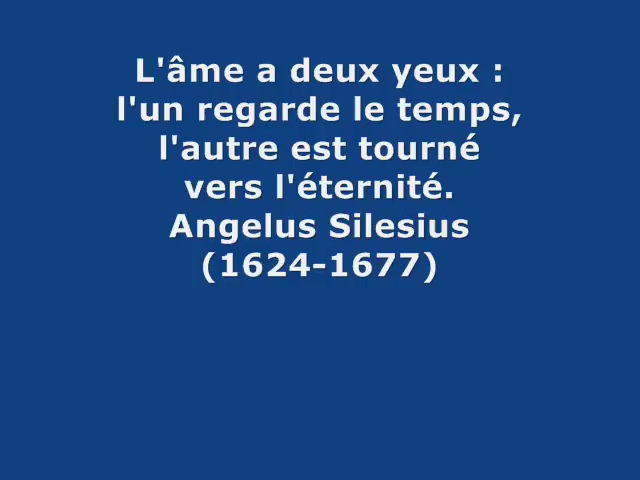 L'âme a deux yeux :
l'un regarde le temps,
l'autre est tourné
vers l'éternité.
Angelus Silesius
(1624-1677)